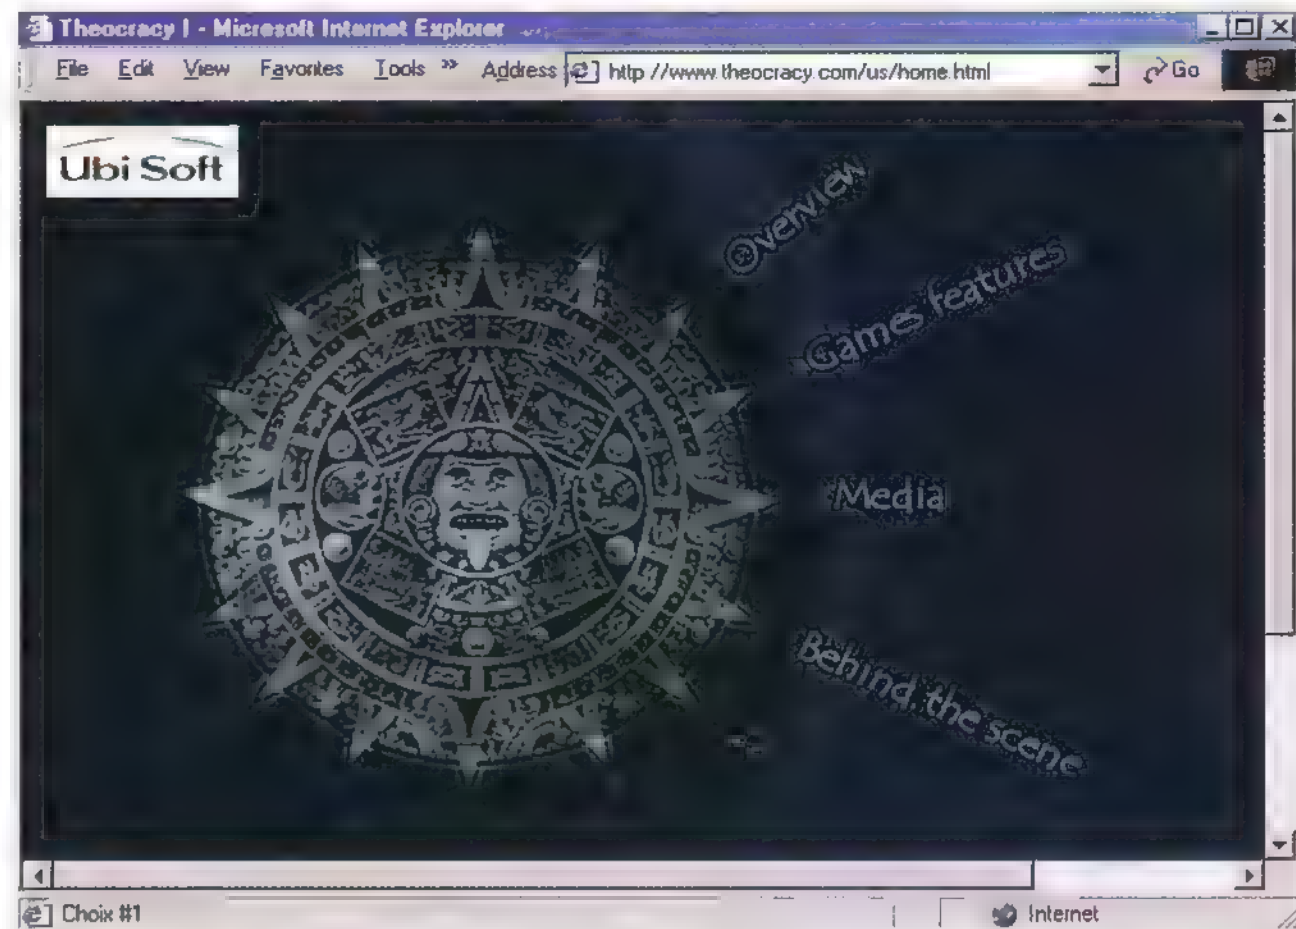 Theocracy I - Microsoft Internet Explorer
File Edit View Favorites Tools » Address http //www.theocracy.com/us/home.html Go
Ubi Soft
Overview
Games features
Media
Behind the scene
Choix #1 Internet